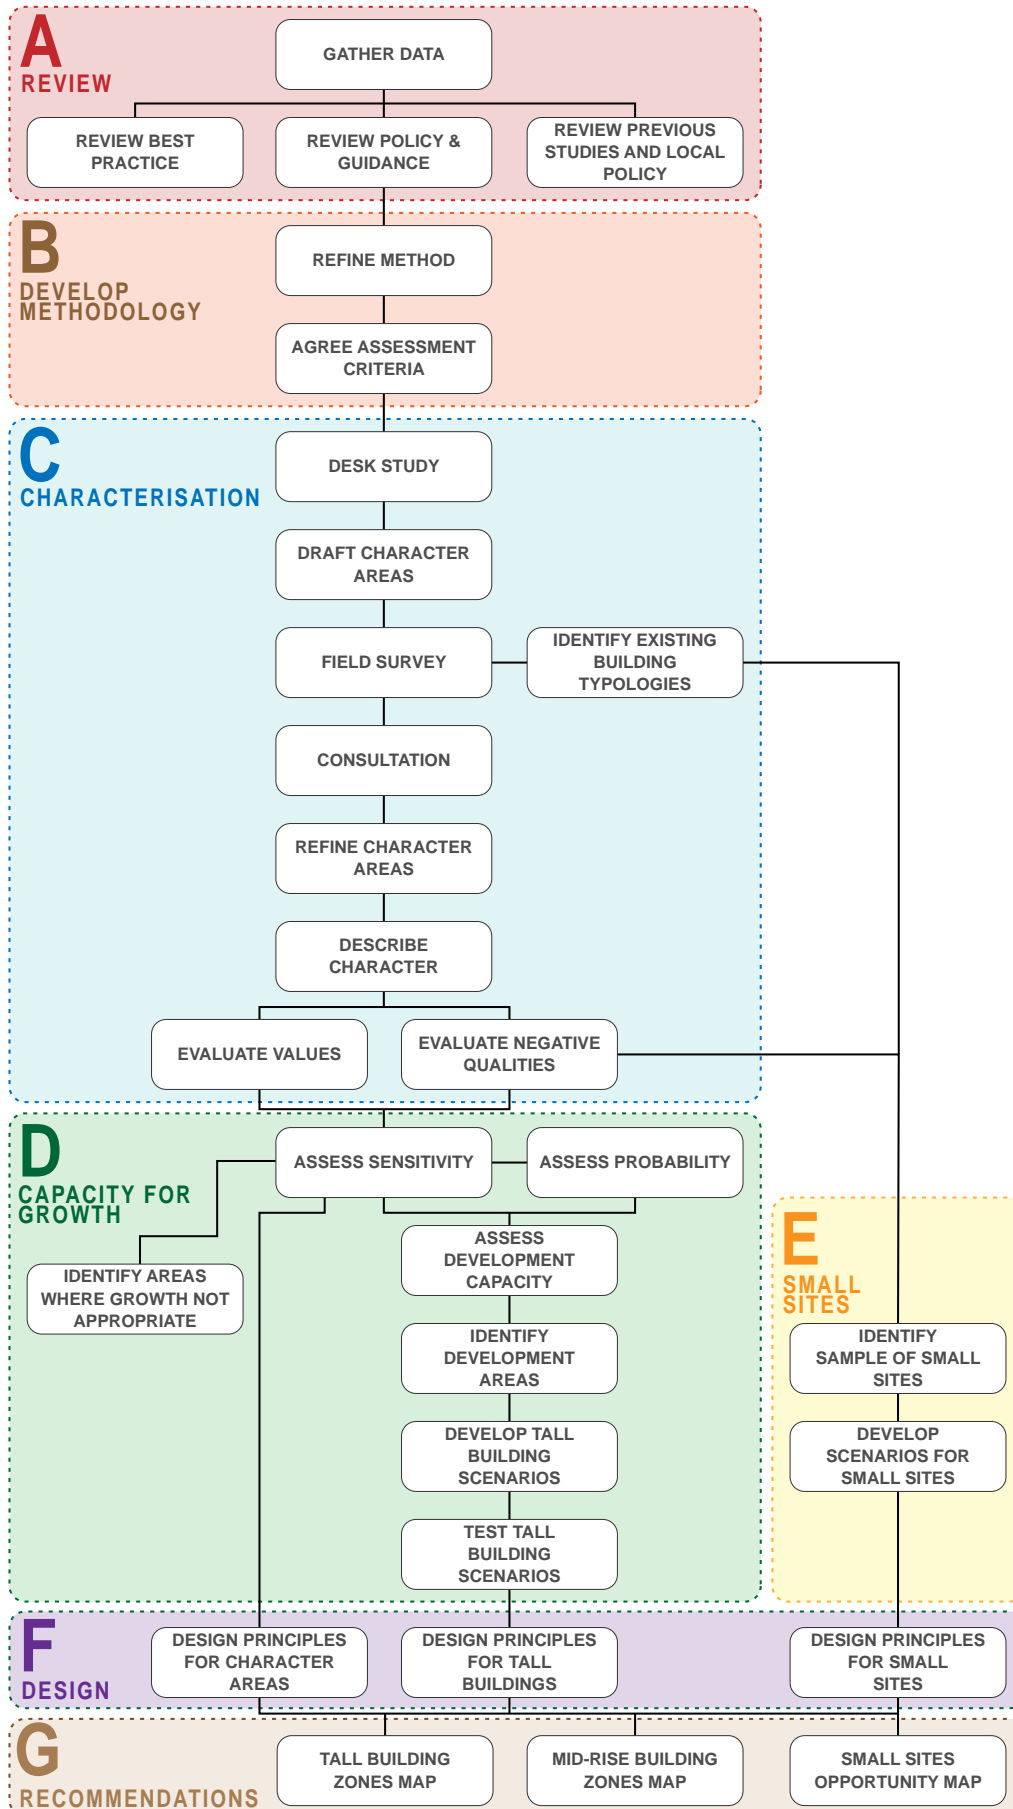 A
REVIEW
GATHER DATA
REVIEW BEST
PRACTICE
REVIEW POLICY &
GUIDANCE
REVIEW PREVIOUS
STUDIES AND LOCAL
POLICY
B
DEVELOP
METHODOLOGY
REFINE METHOD
AGREE ASSESSMENT
CRITERIA
C
CHARACTERISATION
DESK STUDY
DRAFT CHARACTER
AREAS
FIELD SURVEY
IDENTIFY EXISTING
BUILDING
TYPOLOGIES
CONSULTATION
REFINE CHARACTER
AREAS
DESCRIBE
CHARACTER
EVALUATE VALUES
EVALUATE NEGATIVE
QUALITIES
D
CAPACITY FOR
GROWTH
ASSESS SENSITIVITY
ASSESS PROBABILITY
IDENTIFY AREAS
WHERE GROWTH NOT
APPROPRIATE
ASSESS
DEVELOPMENT
CAPACITY
IDENTIFY
DEVELOPMENT
AREAS
DEVELOP TALL
BUILDING
SCENARIOS
TEST TALL
BUILDING
SCENARIOS
E
SMALL
SITES
IDENTIFY
SAMPLE OF SMALL
SITES
DEVELOP
SCENARIOS FOR
SMALL SITES
F
DESIGN
DESIGN PRINCIPLES
FOR CHARACTER
AREAS
DESIGN PRINCIPLES
FOR TALL
BUILDINGS
DESIGN PRINCIPLES
FOR SMALL
SITES
G
RECOMMENDATIONS
TALL BUILDING
ZONES MAP
MID-RISE BUILDING
ZONES MAP
SMALL SITES
OPPORTUNITY MAP